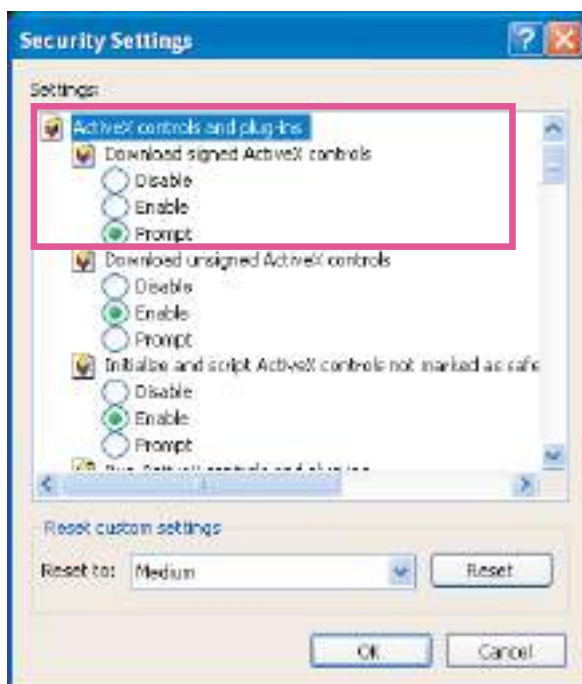 Security Settings
Settings:
ActiveX controls and plug-ins
Download signed ActiveX controls
Disable
Enable
Prompt
Download unsigned ActiveX controls
Disable
Enable
Prompt
Initialize and script ActiveX controls not marked as safe
Disable
Enable
Prompt
Reset custom settings
Reset to: Medium Reset
OK Cancel